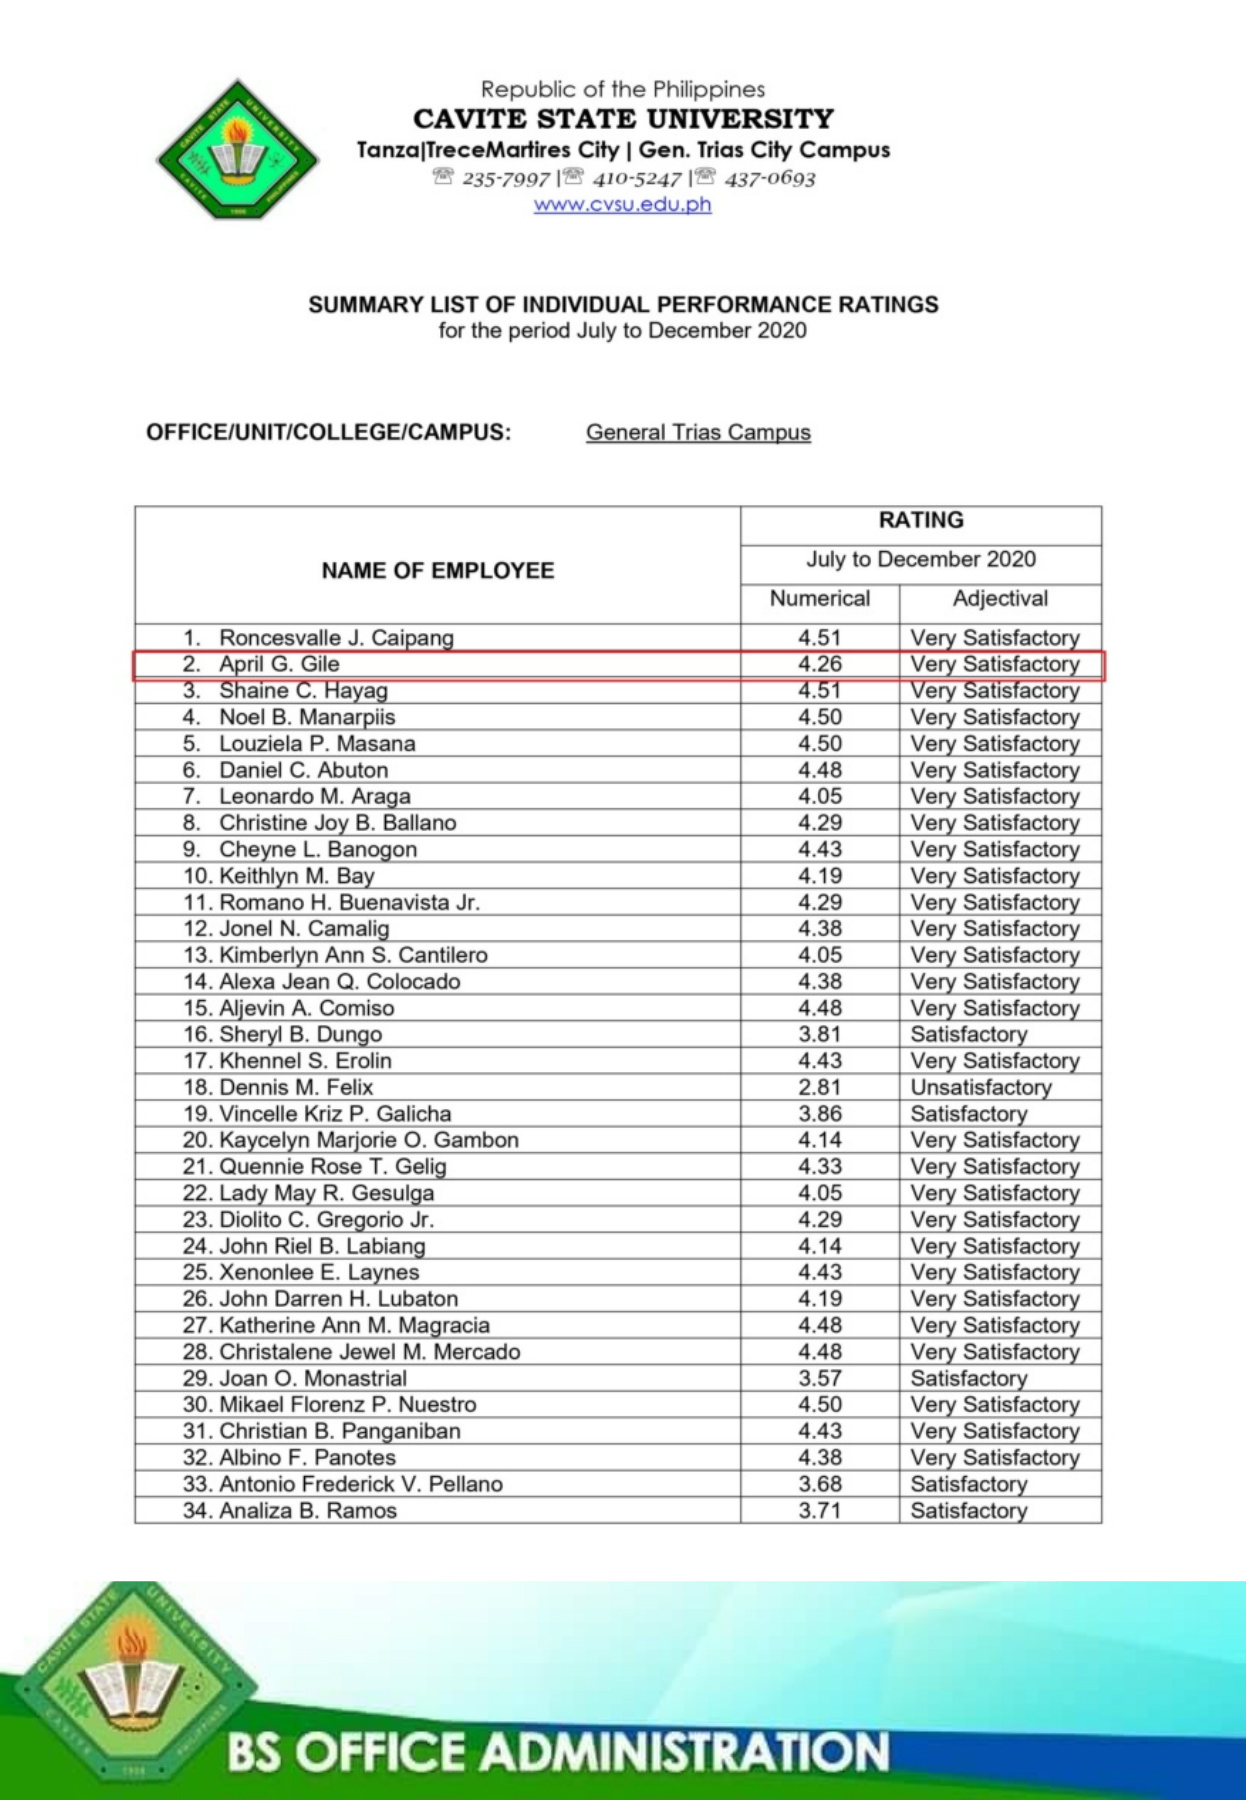 Republic of the Philippines
CAVITE STATE UNIVERSITY
Tanza|TreceMartires City | Gen. Trias City Campus
☏ 235-7997 |☏ 410-5247 |☏ 437-0693
www.cvsu.edu.ph
CAVITE STATE UNIVERSITY
CAVITE PHILIPPINES
1906
SUMMARY LIST OF INDIVIDUAL PERFORMANCE RATINGS
for the period July to December 2020
OFFICE/UNIT/COLLEGE/CAMPUS: General Trias Campus
NAME OF EMPLOYEE
RATING
July to December 2020
Numerical Adjectival
1. Roncesvalle J. Caipang 4.51 Very Satisfactory
2. April G. Gile 4.26 Very Satisfactory
3. Shaine C. Hayag 4.51 Very Satisfactory
4. Noel B. Manarpiis 4.50 Very Satisfactory
5. Louziela P. Masana 4.50 Very Satisfactory
6. Daniel C. Abuton 4.48 Very Satisfactory
7. Leonardo M. Araga 4.05 Very Satisfactory
8. Christine Joy B. Ballano 4.29 Very Satisfactory
9. Cheyne L. Banogon 4.43 Very Satisfactory
10. Keithlyn M. Bay 4.19 Very Satisfactory
11. Romano H. Buenavista Jr. 4.29 Very Satisfactory
12. Jonel N. Camalig 4.38 Very Satisfactory
13. Kimberlyn Ann S. Cantilero 4.05 Very Satisfactory
14. Alexa Jean Q. Colocado 4.38 Very Satisfactory
15. Aljevin A. Comiso 4.48 Very Satisfactory
16. Sheryl B. Dungo 3.81 Satisfactory
17. Khennel S. Erolin 4.43 Very Satisfactory
18. Dennis M. Felix 2.81 Unsatisfactory
19. Vincelle Kriz P. Galicha 3.86 Satisfactory
20. Kaycelyn Marjorie O. Gambon 4.14 Very Satisfactory
21. Quennie Rose T. Gelig 4.33 Very Satisfactory
22. Lady May R. Gesulga 4.05 Very Satisfactory
23. Diolito C. Gregorio Jr. 4.29 Very Satisfactory
24. John Riel B. Labiang 4.14 Very Satisfactory
25. Xenonlee E. Laynes 4.43 Very Satisfactory
26. John Darren H. Lubaton 4.19 Very Satisfactory
27. Katherine Ann M. Magracia 4.48 Very Satisfactory
28. Christalene Jewel M. Mercado 4.48 Very Satisfactory
29. Joan O. Monastrial 3.57 Satisfactory
30. Mikael Florenz P. Nuestro 4.50 Very Satisfactory
31. Christian B. Panganiban 4.43 Very Satisfactory
32. Albino F. Panotes 4.38 Very Satisfactory
33. Antonio Frederick V. Pellano 3.68 Satisfactory
34. Analiza B. Ramos 3.71 Satisfactory
CAVITE STATE UNIVERSITY
CAVITE PHILIPPINES
1906
BS OFFICE ADMINISTRATION